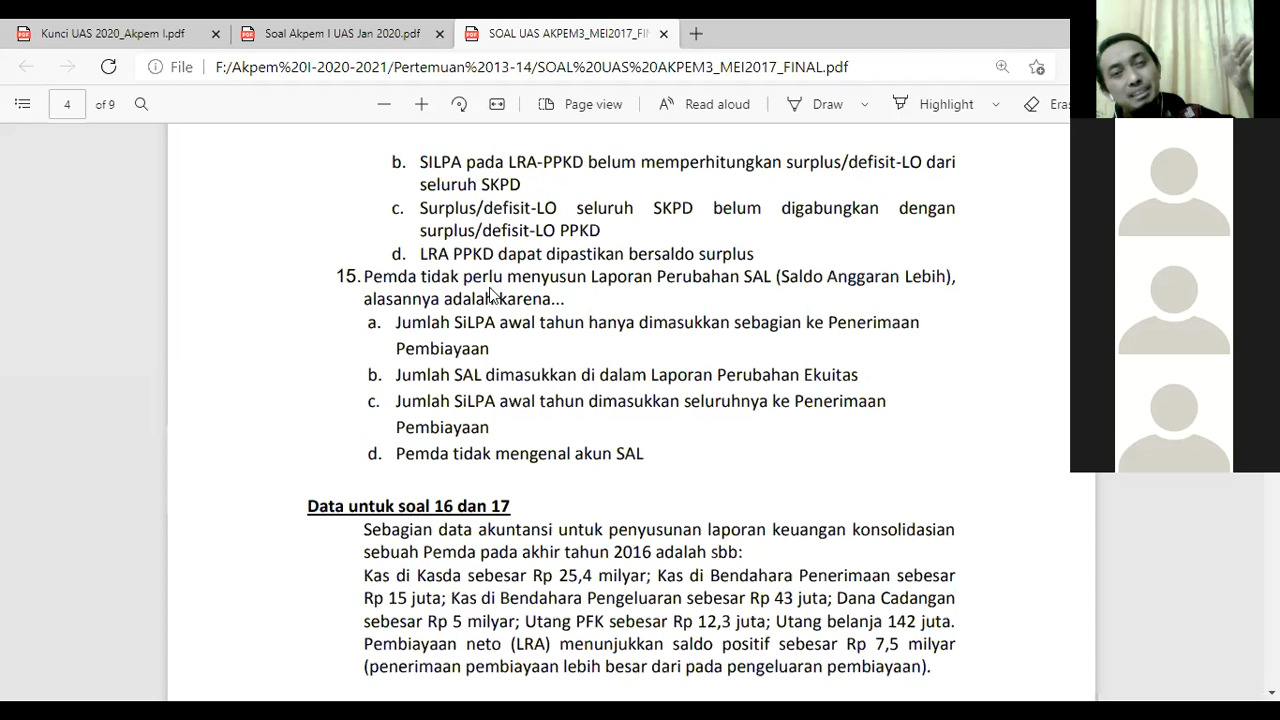 Kunci UAS 2020_Akpem I.pdf
Soal Akpem I UAS Jan 2020.pdf
SOAL UAS AKPEM3_MEI2017_FIN
File
F:/Akpem%20I-2020-2021/Pertemuan%2013-14/SOAL%20UAS%20AKPEM3_MEI2017_FINAL.pdf
4 of 9
Page view
Read aloud
Draw
Highlight
Eras
b. SILPA pada LRA-PPKD belum memperhitungkan surplus/defisit-LO dari
seluruh SKPD
c. Surplus/defisit-LO seluruh SKPD belum digabungkan dengan
surplus/defisit-LO PPKD
d. LRA PPKD dapat dipastikan bersaldo surplus
15. Pemda tidak perlu menyusun Laporan Perubahan SAL (Saldo Anggaran Lebih),
alasannya adalah karena...
a. Jumlah SiLPA awal tahun hanya dimasukkan sebagian ke Penerimaan
Pembiayaan
b. Jumlah SAL dimasukkan di dalam Laporan Perubahan Ekuitas
c. Jumlah SiLPA awal tahun dimasukkan seluruhnya ke Penerimaan
Pembiayaan
d. Pemda tidak mengenal akun SAL
Data untuk soal 16 dan 17
Sebagian data akuntansi untuk penyusunan laporan keuangan konsolidasian
sebuah Pemda pada akhir tahun 2016 adalah sbb:
Kas di Kasda sebesar Rp 25,4 milyar; Kas di Bendahara Penerimaan sebesar
Rp 15 juta; Kas di Bendahara Pengeluaran sebesar Rp 43 juta; Dana Cadangan
sebesar Rp 5 milyar; Utang PFK sebesar Rp 12,3 juta; Utang belanja 142 juta.
Pembiayaan neto (LRA) menunjukkan saldo positif sebesar Rp 7,5 milyar
(penerimaan pembiayaan lebih besar dari pada pengeluaran pembiayaan).